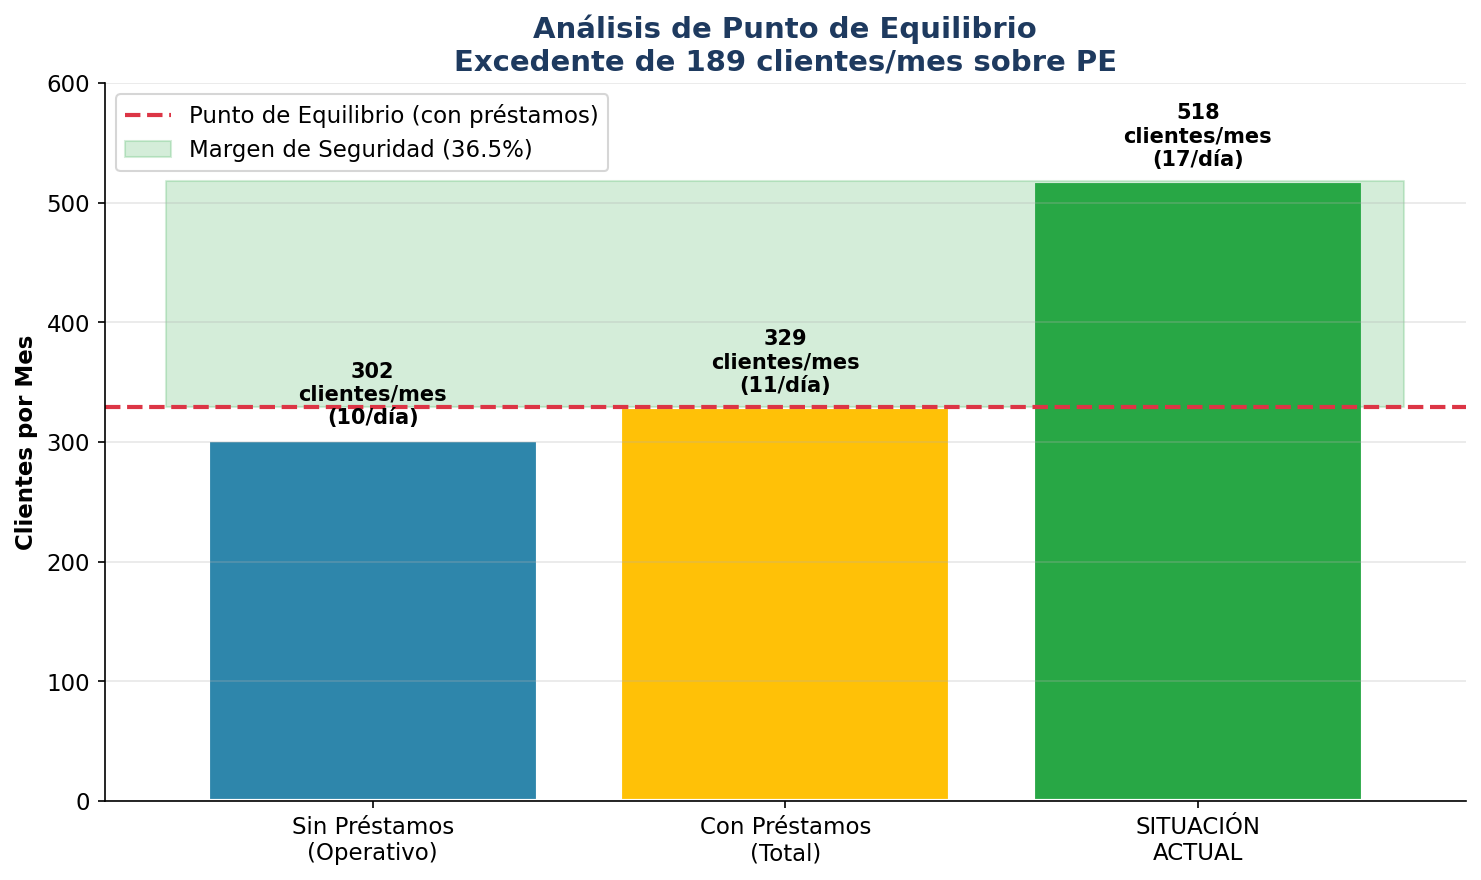 Análisis de Punto de Equilibrio
Excedente de 189 clientes/mes sobre PE
Punto de Equilibrio (con préstamos)
Margen de Seguridad (36.5%)
Clientes por Mes
600
500
400
300
200
100
0
302
clientes/mes
(10/día)
329
clientes/mes
(11/día)
518
clientes/mes
(17/día)
Sin Préstamos
(Operativo)
Con Préstamos
(Total)
SITUACIÓN
ACTUAL